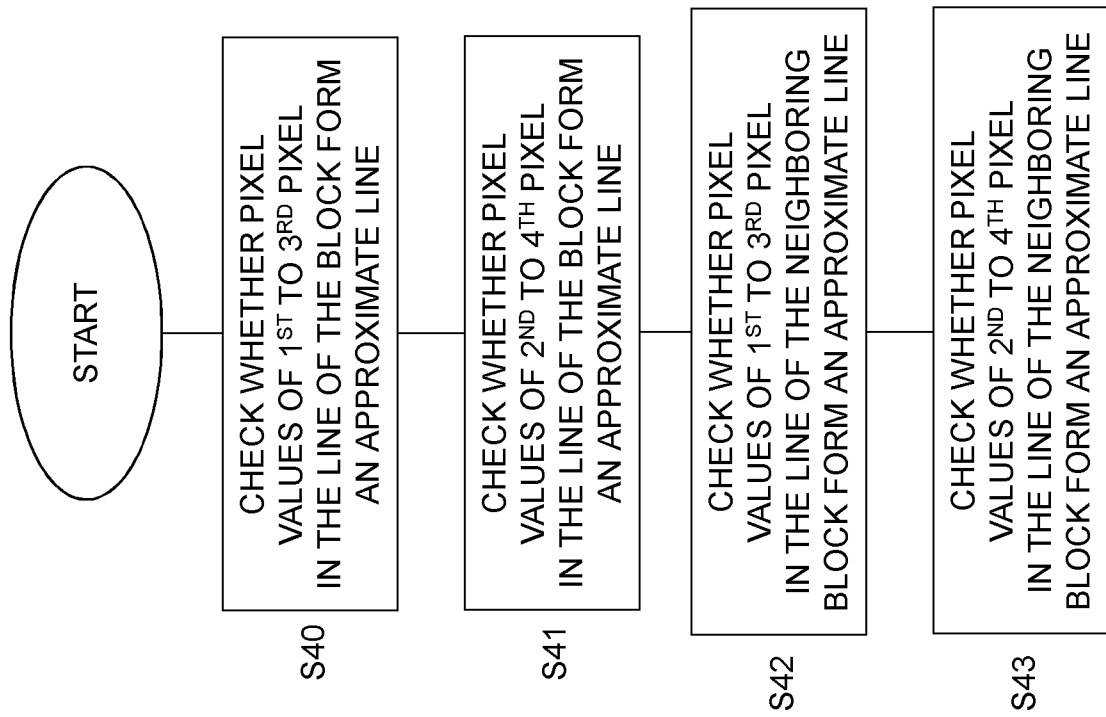 START
CHECK WHETHER PIXEL
VALUES OF 1ST TO 3RD PIXEL
IN THE LINE OF THE BLOCK FORM
AN APPROXIMATE LINE
S40
CHECK WHETHER PIXEL
VALUES OF 2ND TO 4TH PIXEL
IN THE LINE OF THE BLOCK FORM
AN APPROXIMATE LINE
S41
CHECK WHETHER PIXEL
VALUES OF 1ST TO 3RD PIXEL
IN THE LINE OF THE NEIGHBORING
BLOCK FORM AN APPROXIMATE LINE
S42
CHECK WHETHER PIXEL
VALUES OF 2ND TO 4TH PIXEL
IN THE LINE OF THE NEIGHBORING
BLOCK FORM AN APPROXIMATE LINE
S43